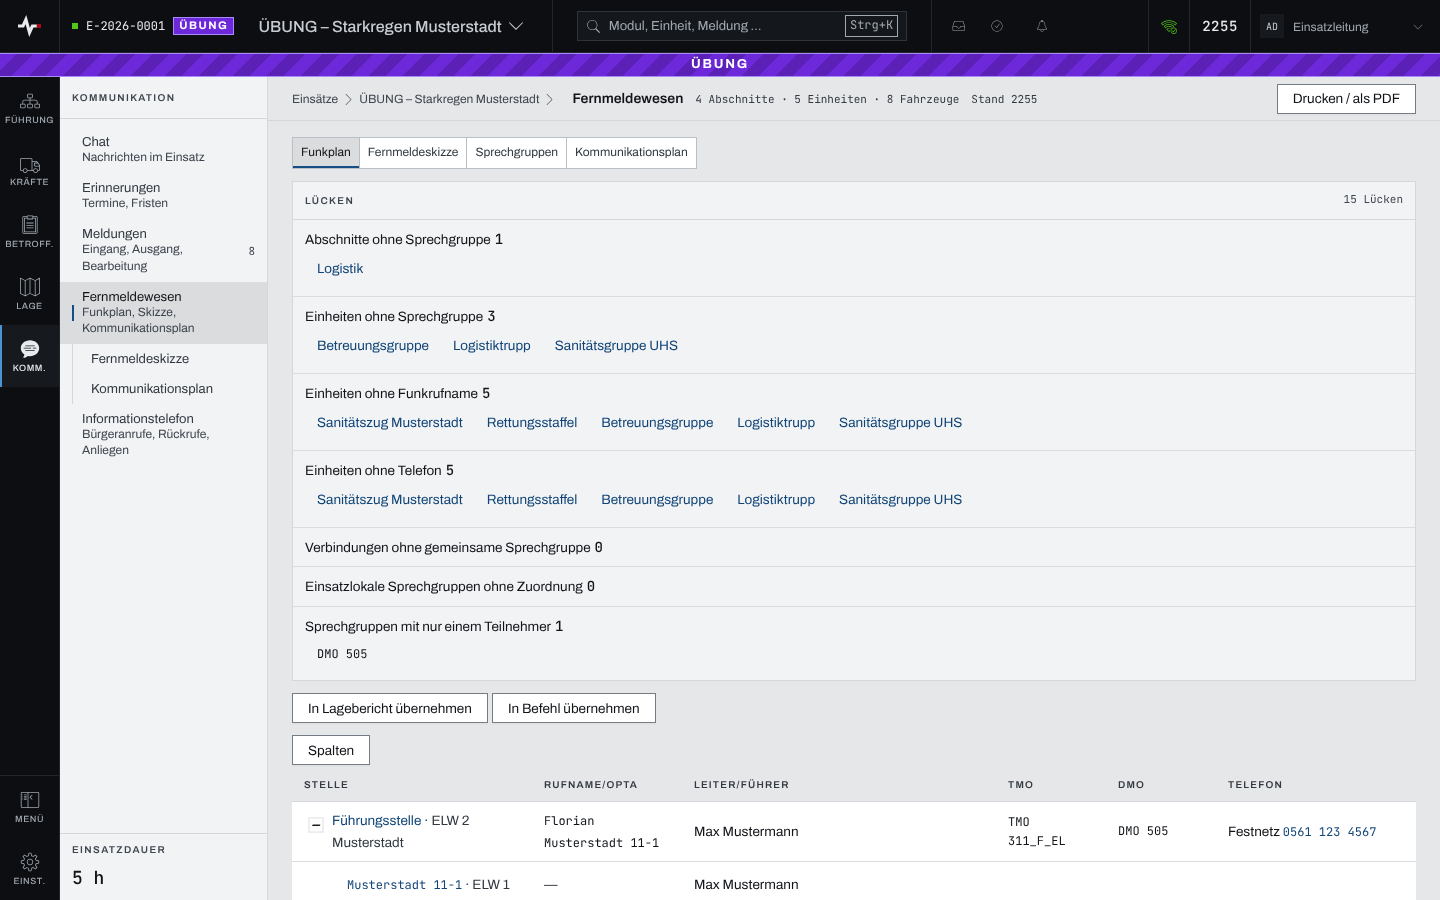 E-2026-0001 ÜBUNG ÜBUNG – Starkregen Musterstadt Modul, Einheit, Meldung ... Strg+K 2255 AD Einsatzleitung
ÜBUNG
FÜHRUNG
KRÄFTE
BETROFF.
LAGE
KOMM.
MENÜ
EINST.
KOMMUNIKATION
Chat
Nachrichten im Einsatz
Erinnerungen
Termine, Fristen
Meldungen
Eingang, Ausgang,
Bearbeitung
8
Fernmeldewesen
Funkplan, Skizze,
Kommunikationsplan
Fernmeldeskizze
Kommunikationsplan
Informationstelefon
Bürgeranrufe, Rückrufe,
Anliegen
EINSATZDAUER
5 h
Einsätze ÜBUNG – Starkregen Musterstadt Fernmeldewesen 4 Abschnitte · 5 Einheiten · 8 Fahrzeuge Stand 2255 Drucken / als PDF
Funkplan Fernmeldeskizze Sprechgruppen Kommunikationsplan
LÜCKEN 15 Lücken
Abschnitte ohne Sprechgruppe 1
Logistik
Einheiten ohne Sprechgruppe 3
Betreuungsgruppe Logistiktrupp Sanitätsgruppe UHS
Einheiten ohne Funkrufname 5
Sanitätszug Musterstadt Rettungsstaffel Betreuungsgruppe Logistiktrupp Sanitätsgruppe UHS
Einheiten ohne Telefon 5
Sanitätszug Musterstadt Rettungsstaffel Betreuungsgruppe Logistiktrupp Sanitätsgruppe UHS
Verbindungen ohne gemeinsame Sprechgruppe 0
Einsatzlokale Sprechgruppen ohne Zuordnung 0
Sprechgruppen mit nur einem Teilnehmer 1
DMO 505
In Lagebericht übernehmen In Befehl übernehmen
Spalten
STELLE RUFNAME/OPTA LEITER/FÜHRER TMO DMO TELEFON
Führungsstelle · ELW 2
Musterstadt
Florian
Musterstadt 11-1
Max Mustermann
TMO
311_F_EL
DMO 505
Festnetz 0561 123 4567
Musterstadt 11-1 · ELW 1 — Max Mustermann